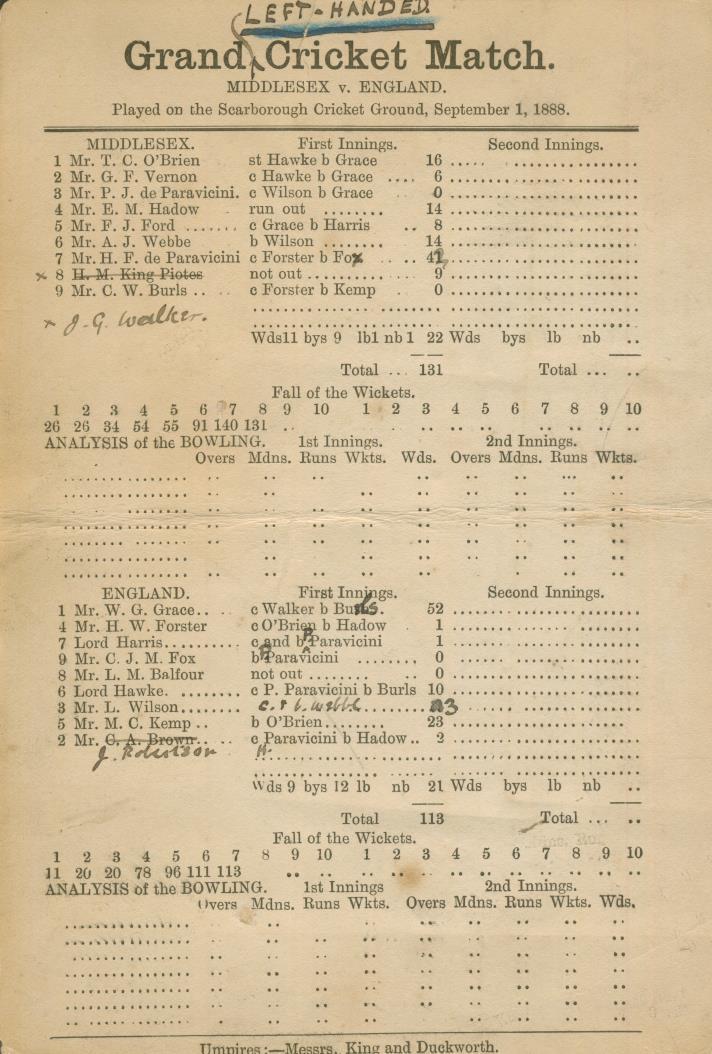 LEFT-HANDED
Grand Cricket Match.
MIDDLESEX v. ENGLAND.
Played on the Scarborough Cricket Ground, September 1, 1888.
MIDDLESEX. First Innings. Second Innings.
1 Mr. T. C. O'Brien st Hawke b Grace 16
2 Mr. G. F. Vernon c Hawke b Grace .... 6
3 Mr. P. J. de Paravicini. c Wilson b Grace 0
4 Mr. E. M. Hadow run out ........ 14
5 Mr. F. J. Ford ....... c Grace b Harris .. 8
6 Mr. A. J. Webbe b Wilson ........ 14
7 Mr. H. F. de Paravicini c Forster b Fox .. 42
x 8 H. M. King Piotes not out ........ 9
9 Mr. C. W. Burls .. .. c Forster b Kemp .. 0
x J. G. Walker.
Wds11 bys 9 lb1 nb 1 22 Wds bys lb nb ..
Total ... 131 Total ... ..
Fall of the Wickets.
1 2 3 4 5 6 7 8 9 10 1 2 3 4 5 6 7 8 9 10
26 26 34 54 55 91 140 131 .. .. .. .. .. .. .. .. .. .. .. ..
ANALYSIS of the BOWLING. 1st Innings. 2nd Innings.
Overs Mdns. Runs Wkts. Wds. Overs Mdns. Runs Wkts.
ENGLAND. First Innings. Second Innings.
1 Mr. W. G. Grace.. .. c Walker b Burls. 52
4 Mr. H. W. Forster c O'Brien b Hadow 1
7 Lord Harris........ c and b P Paravicini 1
9 Mr. C. J. M. Fox b P Paravicini ........ 0
8 Mr. L. M. Balfour not out ........ 0
6 Lord Hawke. ........ c P. Paravicini b Burls 10
3 Mr. L. Wilson....... c. & b. Webbe 23
5 Mr. M. C. Kemp .. b O'Brien........ 23
2 Mr. C. A. Brown.. .. c Paravicini b Hadow.. 2
J. Robertson H.
Wds 9 bys 12 lb nb 21 Wds bys lb nb ..
Total 113 Total ... ..
Fall of the Wickets.
1 2 3 4 5 6 7 8 9 10 1 2 3 4 5 6 7 8 9 10
11 20 20 78 96 111 113 .. .. .. .. .. .. .. .. .. .. .. ..
ANALYSIS of the BOWLING. 1st Innings 2nd Innings.
Overs Mdns. Runs Wkts. Overs Mdns. Runs Wkts. Wds.
Umpires:—Messrs. King and Duckworth.